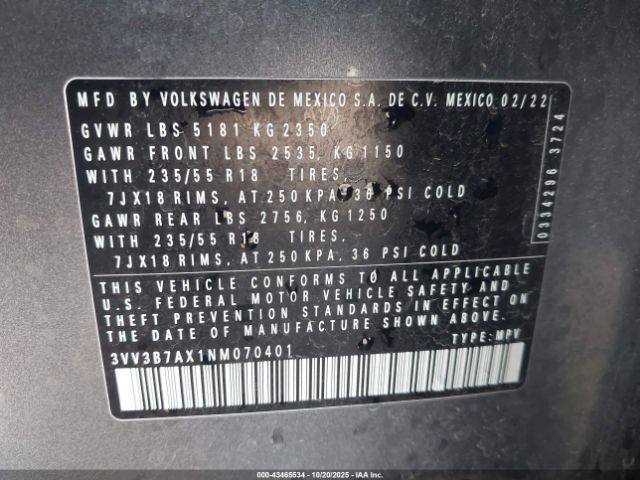 MFD BY VOLKSWAGEN DE MEXICO S.A. DE C.V. MEXICO 02/22
GVWR LBS 5181 KG 2350
GAWR FRONT LBS 2535, KG 1150
WITH 235/55 R18 TIRES,
7JX18 RIMS, AT 250 KPA, 36 PSI COLD
GAWR REAR LBS 2756, KG 1250
WITH 235/55 R18 TIRES,
7JX18 RIMS, AT 250 KPA, 36 PSI COLD
THIS VEHICLE CONFORMS TO ALL APPLICABLE
U.S. FEDERAL MOTOR VEHICLE SAFETY AND
THEFT PREVENTION STANDARDS IN EFFECT ON
THE DATE OF MANUFACTURE SHOWN ABOVE.
3VV3B7AX1NM070401 TYPE: MPV
0334296 3724
000-43465534 | 10/20/2025 | IAA Inc.